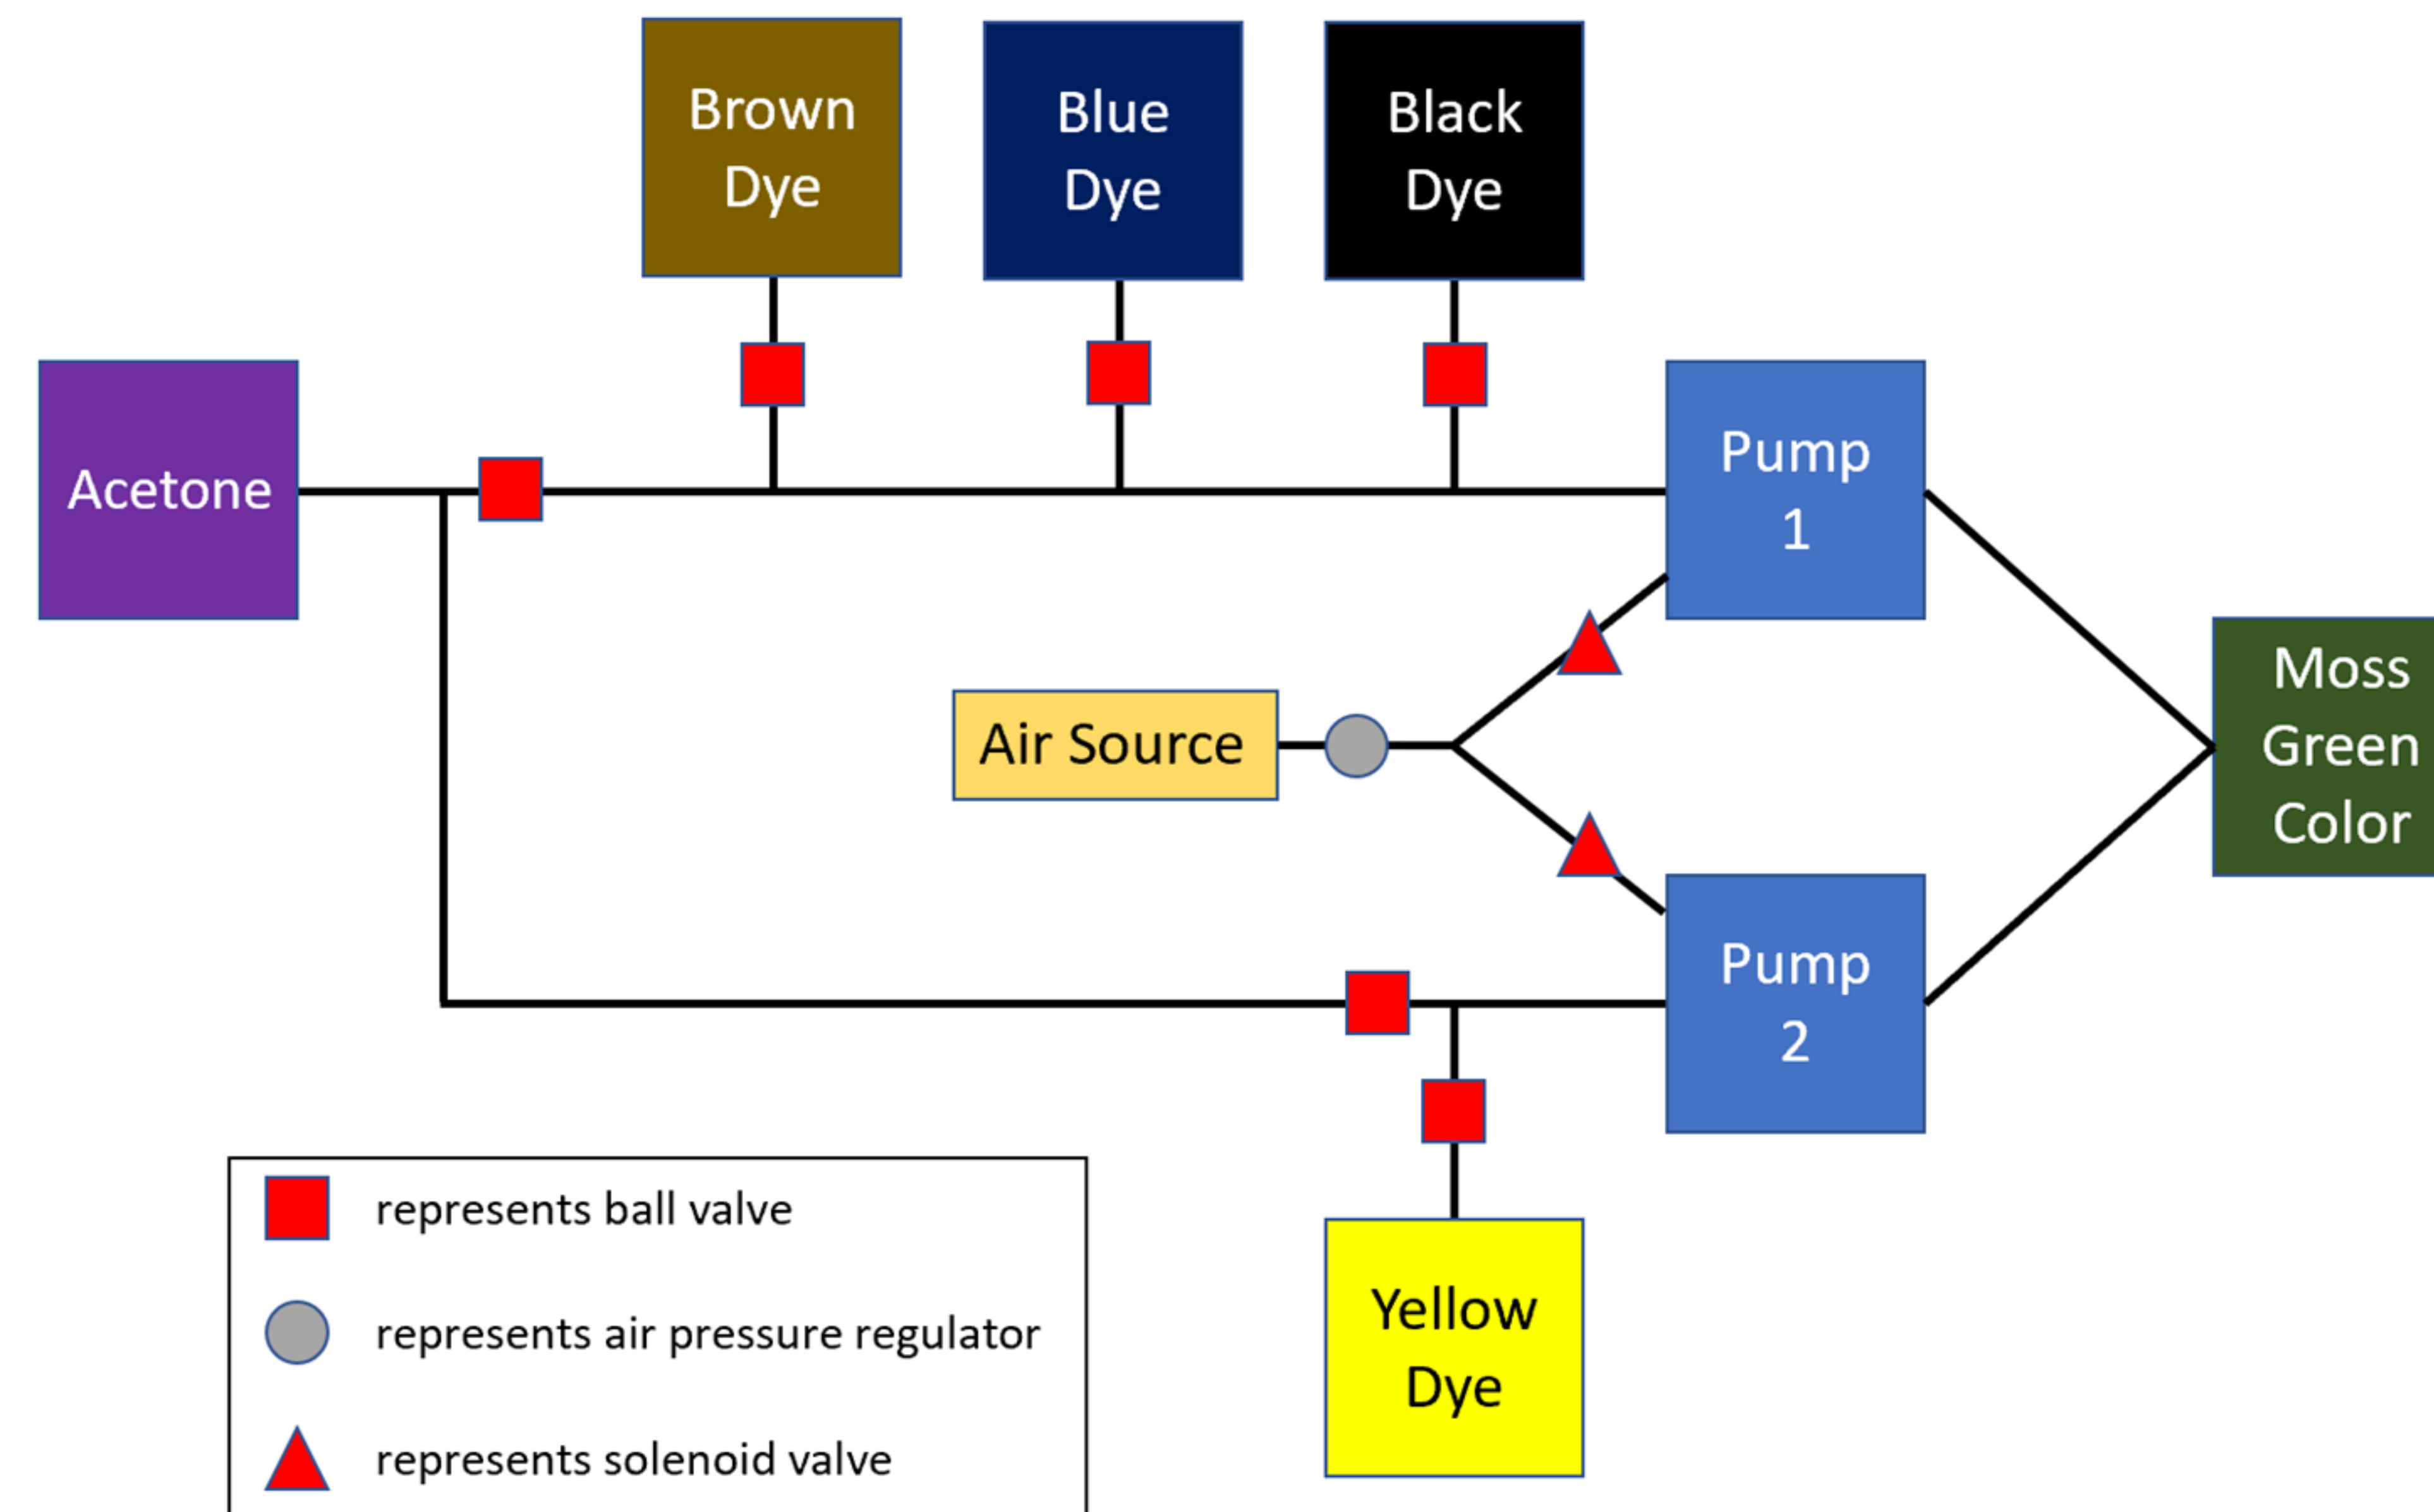 Brown
Dye
Blue
Dye
Black
Dye
Acetone
Pump
1
Air Source
Moss
Green
Color
Pump
2
Yellow
Dye
represents ball valve
represents air pressure regulator
represents solenoid valve